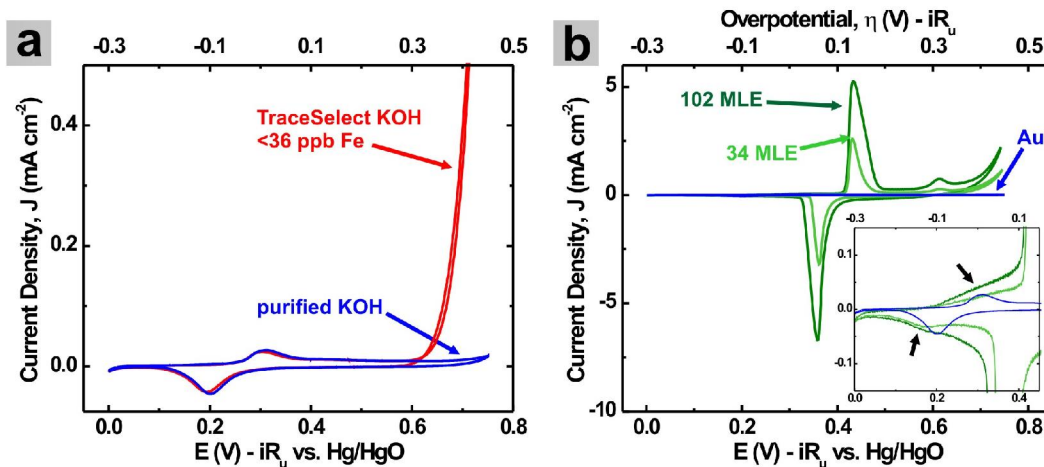 a
-0.3 -0.1 0.1 0.3 0.5
TraceSelect KOH
<36 ppb Fe
purified KOH
0.4
0.2
0.0
Current Density, J (mA cm⁻²)
0.0 0.2 0.4 0.6 0.8
E (V) - iRᵤ vs. Hg/HgO
b
Overpotential, η (V) - iRᵤ
-0.3 -0.1 0.1 0.3 0.5
102 MLE
34 MLE
Au
5
0
-5
-10
Current Density, J (mA cm⁻²)
-0.3 -0.1 0.1
0.1
0.0
-0.1
0.0 0.2 0.4
0.0 0.2 0.4 0.6 0.8
E (V) - iRᵤ vs. Hg/HgO